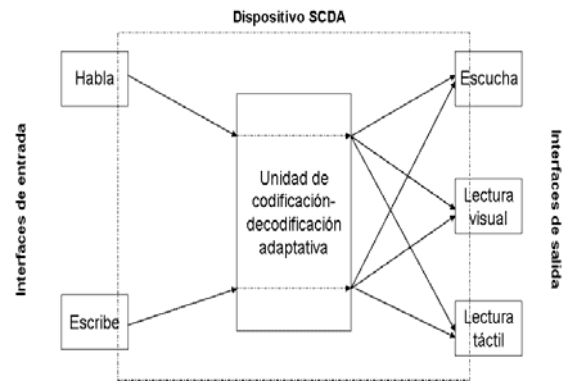 Dispositivo SCDA
Habla
Escucha
Interfaces de entrada
Unidad de
codificación-
decodificación
adaptativa
Lectura
visual
Interfaces de salida
Escribe
Lectura
táctil